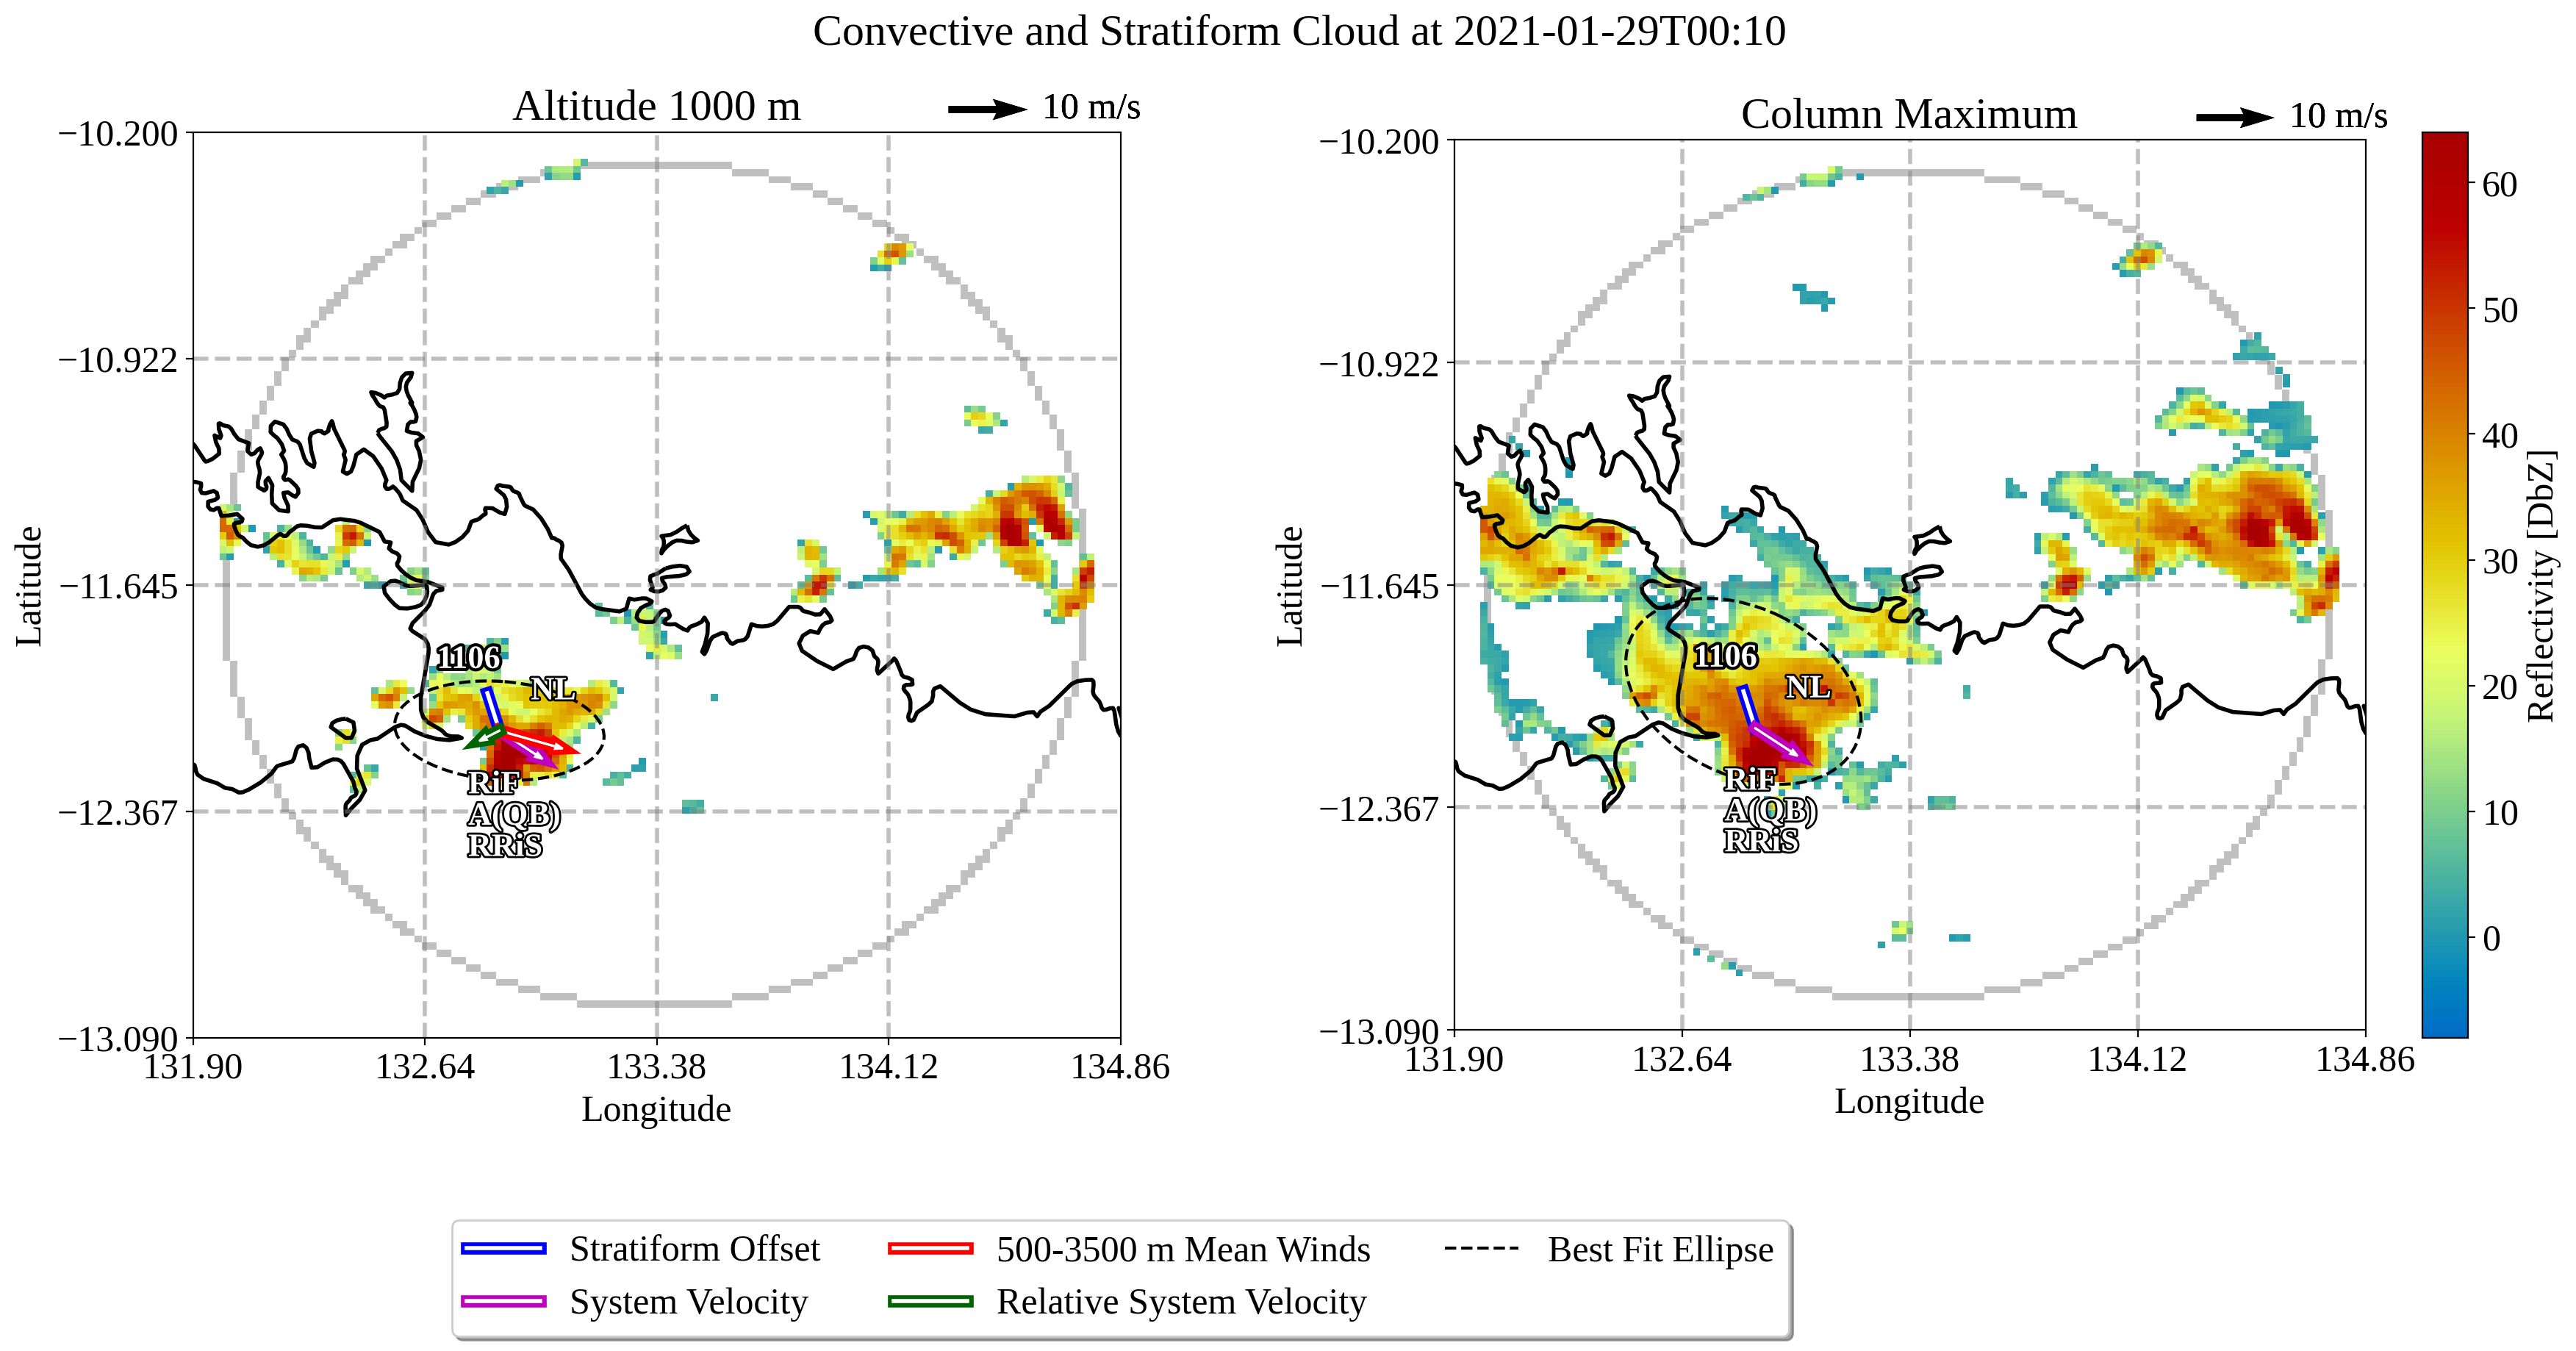 Convective and Stratiform Cloud at 2021-01-29T00:10
Altitude 1000 m
10 m/s
−10.200
−10.922
−11.645
−12.367
−13.090
131.90
132.64
133.38
134.12
134.86
Latitude
Longitude
1106
NL
RiF
A(QB)
RRiS
Column Maximum
10 m/s
−10.200
−10.922
−11.645
−12.367
−13.090
131.90
132.64
133.38
134.12
134.86
Latitude
Longitude
1106
NL
RiF
A(QB)
RRiS
60
50
40
30
20
10
0
Reflectivity [DbZ]
Stratiform Offset
System Velocity
500-3500 m Mean Winds
Relative System Velocity
Best Fit Ellipse